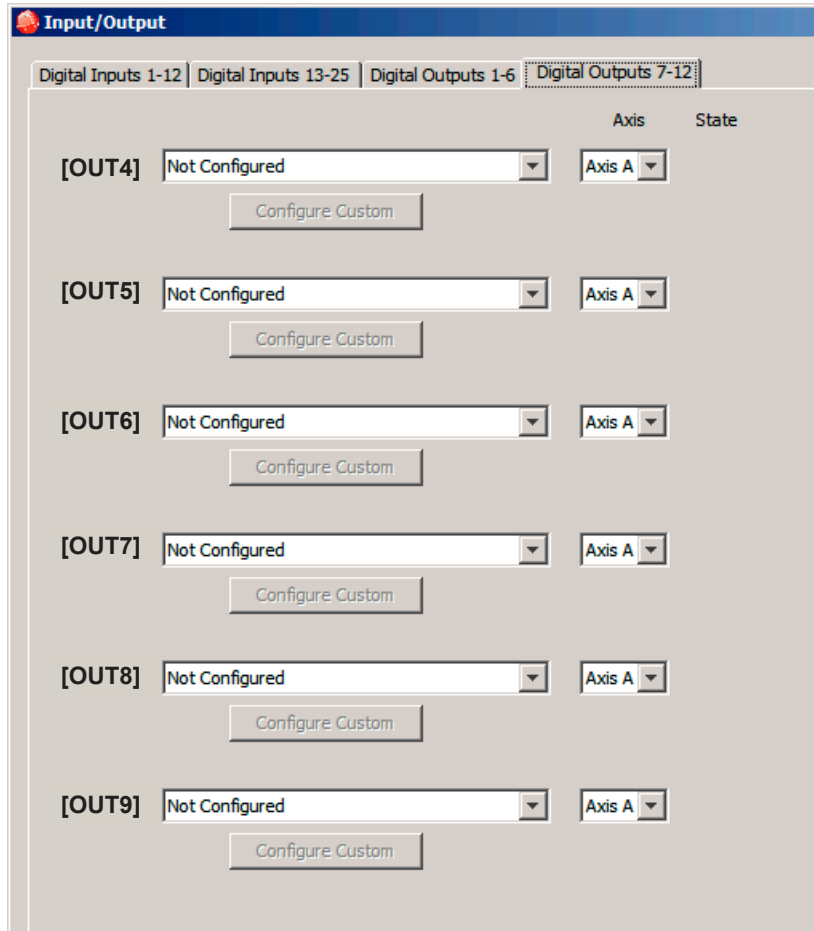 Input/Output
Digital Inputs 1-12 Digital Inputs 13-25 Digital Outputs 1-6 Digital Outputs 7-12
Axis State
[OUT4] Not Configured Axis A
Configure Custom
[OUT5] Not Configured Axis A
Configure Custom
[OUT6] Not Configured Axis A
Configure Custom
[OUT7] Not Configured Axis A
Configure Custom
[OUT8] Not Configured Axis A
Configure Custom
[OUT9] Not Configured Axis A
Configure Custom